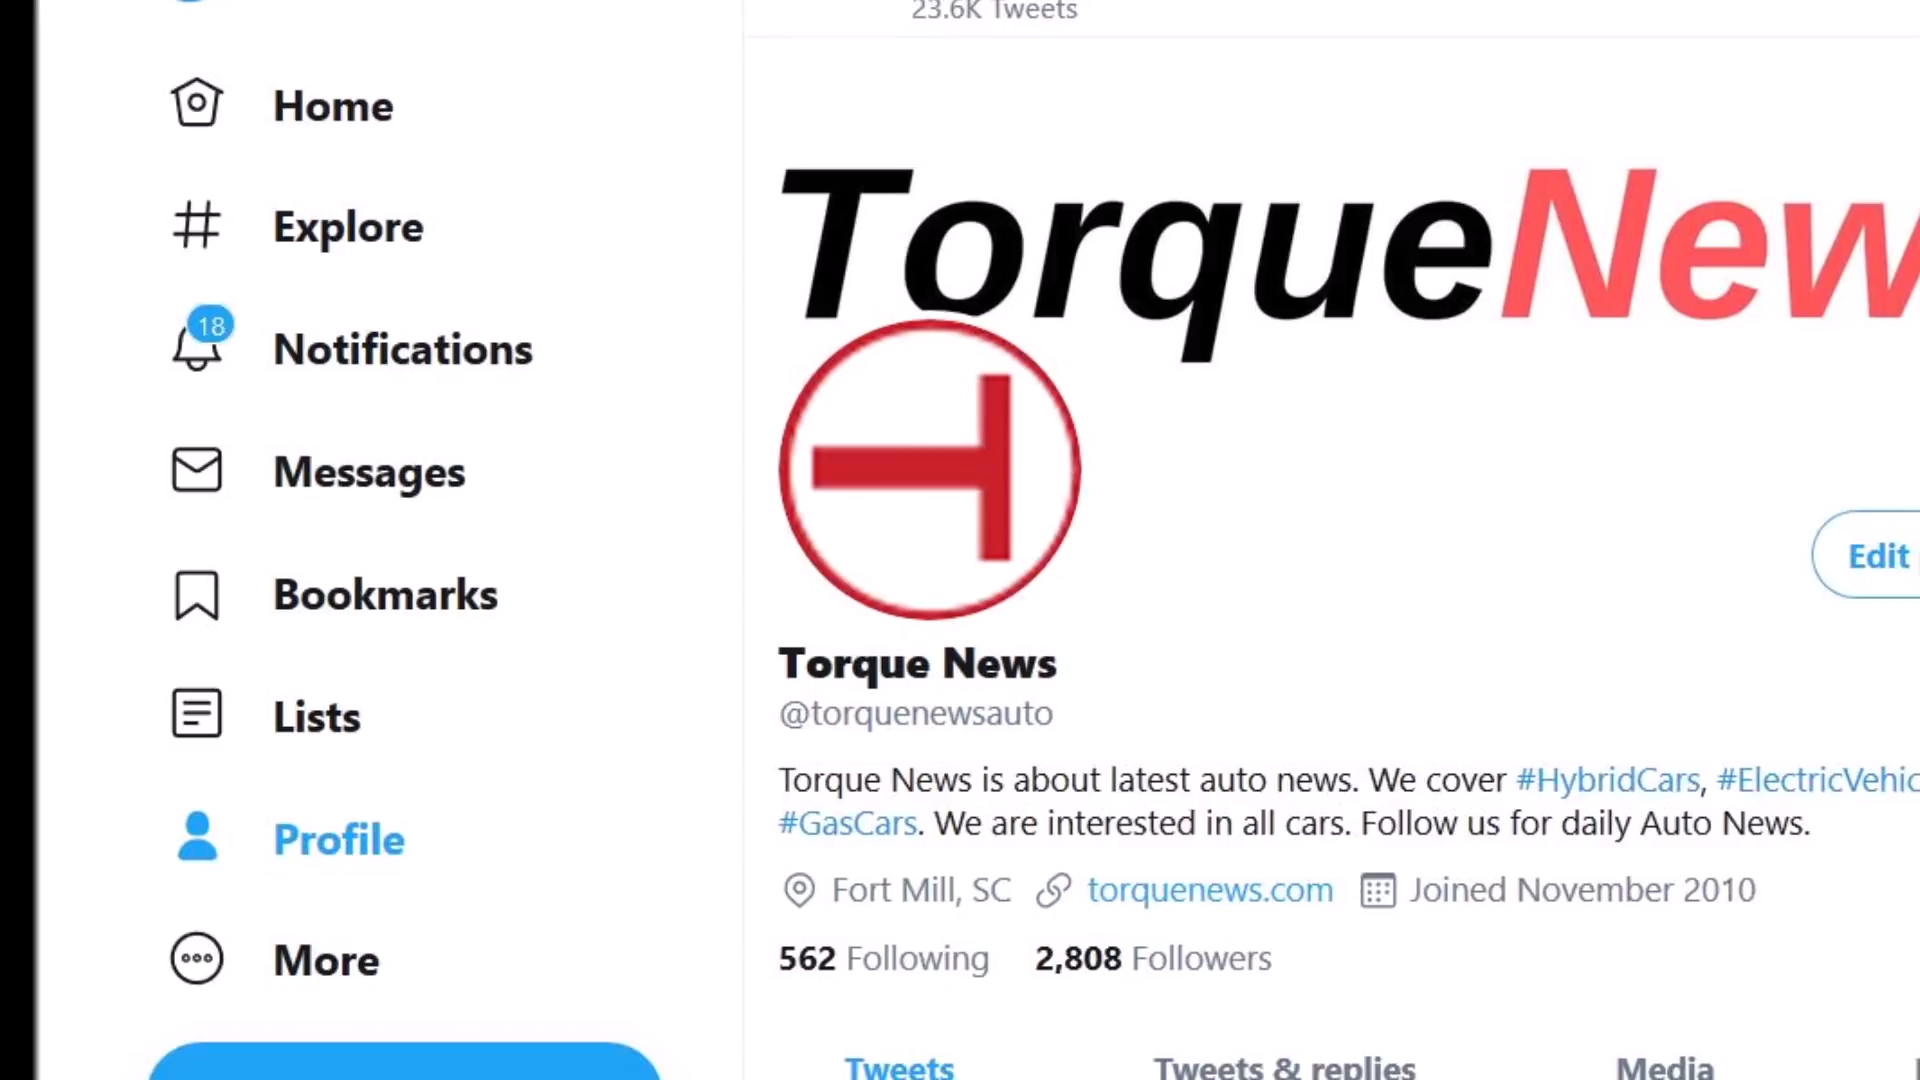 23.6K Tweets
Home
Explore
18
Notifications
Messages
Bookmarks
Lists
Profile
More
TorqueNew
T
Edit
Torque News
@torquenewsauto
Torque News is about latest auto news. We cover #HybridCars, #ElectricVehic
#GasCars. We are interested in all cars. Follow us for daily Auto News.
Fort Mill, SC torquenews.com Joined November 2010
562 Following 2,808 Followers
Tweets Tweets & replies Media